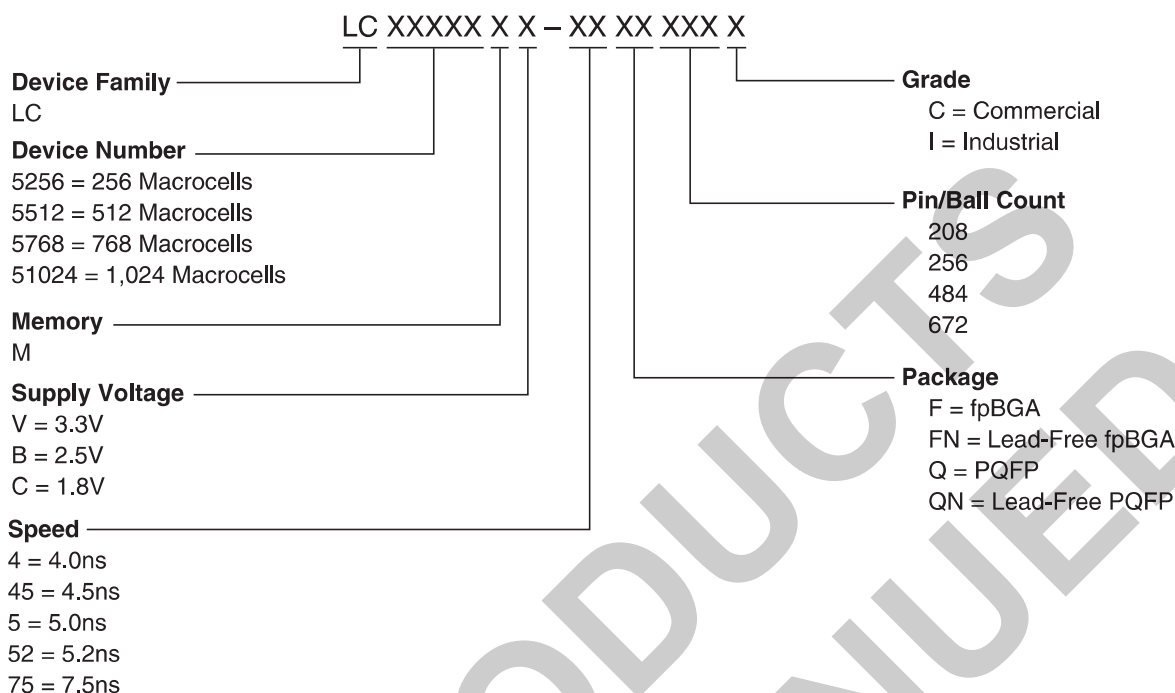 LC XXXXX X X – XX XX XXX X
Device Family
LC
Device Number
5256 = 256 Macrocells
5512 = 512 Macrocells
5768 = 768 Macrocells
51024 = 1,024 Macrocells
Memory
M
Supply Voltage
V = 3.3V
B = 2.5V
C = 1.8V
Speed
4 = 4.0ns
45 = 4.5ns
5 = 5.0ns
52 = 5.2ns
75 = 7.5ns
Grade
C = Commercial
I = Industrial
Pin/Ball Count
208
256
484
672
Package
F = fpBGA
FN = Lead-Free fpBGA
Q = PQFP
QN = Lead-Free PQFP